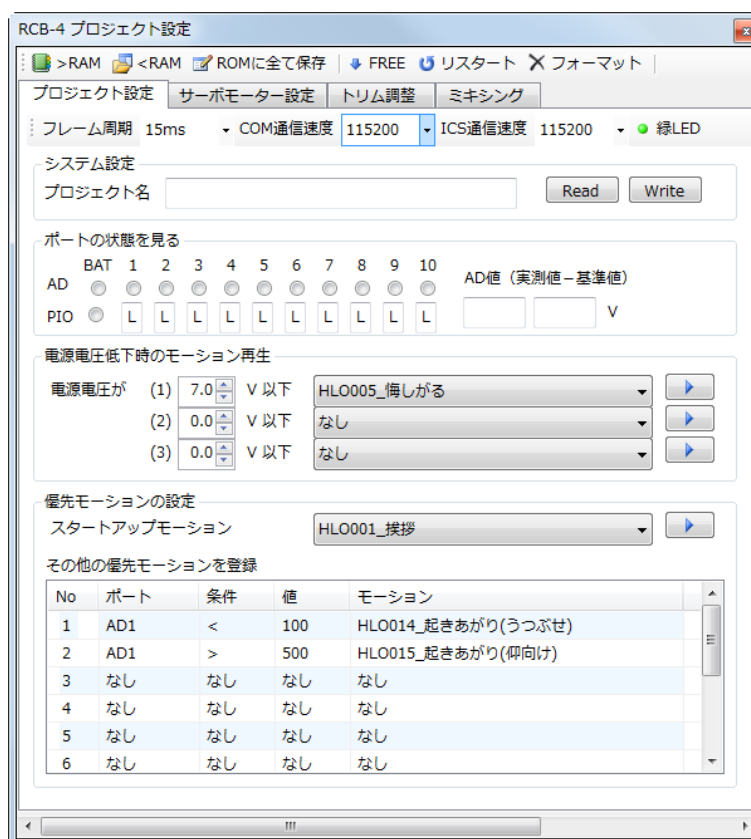 RCB-4 プロジェクト設定
>RAM <RAM ROMに全て保存 FREE リスタート フォーマット
プロジェクト設定 サーボモーター設定 トリム調整 ミキシング
フレーム周期 15ms COM通信速度 115200 ICS通信速度 115200 緑LED
システム設定
プロジェクト名 Read Write
ポートの状態を見る
BAT 1 2 3 4 5 6 7 8 9 10
AD AD値（実測値－基準値）
PIO L L L L L L L L L L V
電源電圧低下時のモーション再生
電源電圧が (1) 7.0 V 以下 HLO005_悔しがる
(2) 0.0 V 以下 なし
(3) 0.0 V 以下 なし
優先モーションの設定
スタートアップモーション HLO001_挨拶
その他の優先モーションを登録
No ポート 条件 値 モーション
1 AD1 < 100 HLO014_起きあがり(うつぶせ)
2 AD1 > 500 HLO015_起きあがり(仰向け)
3 なし なし なし なし
4 なし なし なし なし
5 なし なし なし なし
6 なし なし なし なし